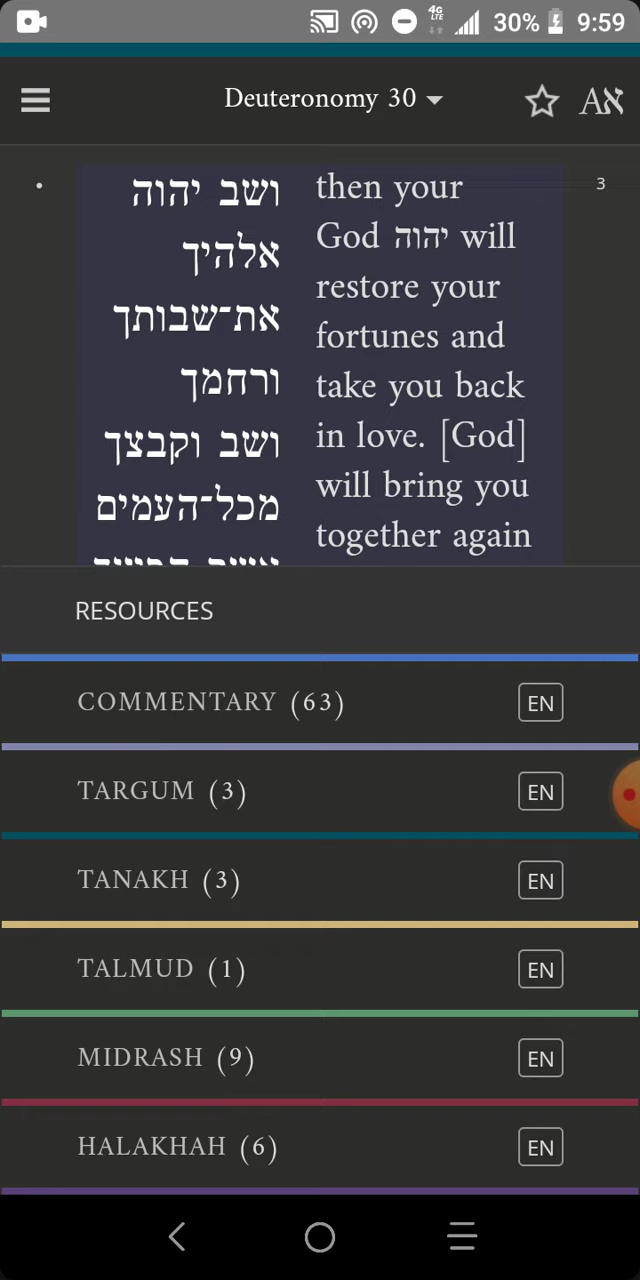 4G
LTE
30%
9:59
Deuteronomy 30
Aא
3
ושב יהוה
אלהיך
את־שבותך
ורחמך
ושב וקבצך
מכל־העמים
then your
God יהוה will
restore your
fortunes and
take you back
in love. [God]
will bring you
together again
RESOURCES
COMMENTARY (63) EN
TARGUM (3) EN
TANAKH (3) EN
TALMUD (1) EN
MIDRASH (9) EN
HALAKHAH (6) EN